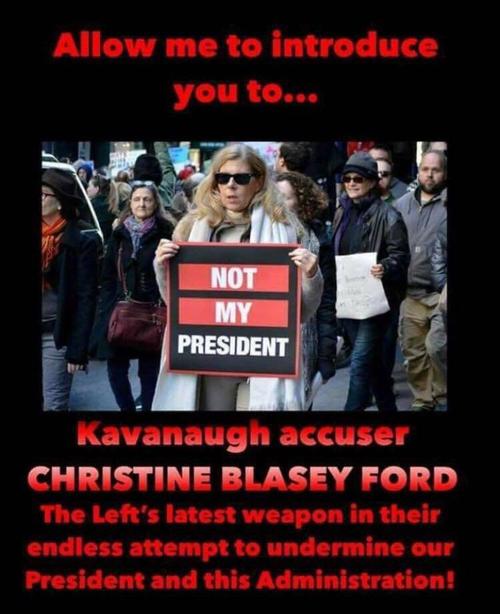 Allow me to introduce
you to...
NOT
MY
PRESIDENT
Kavanaugh accuser
CHRISTINE BLASEY FORD
The Left's latest weapon in their
endless attempt to undermine our
President and this Administration!